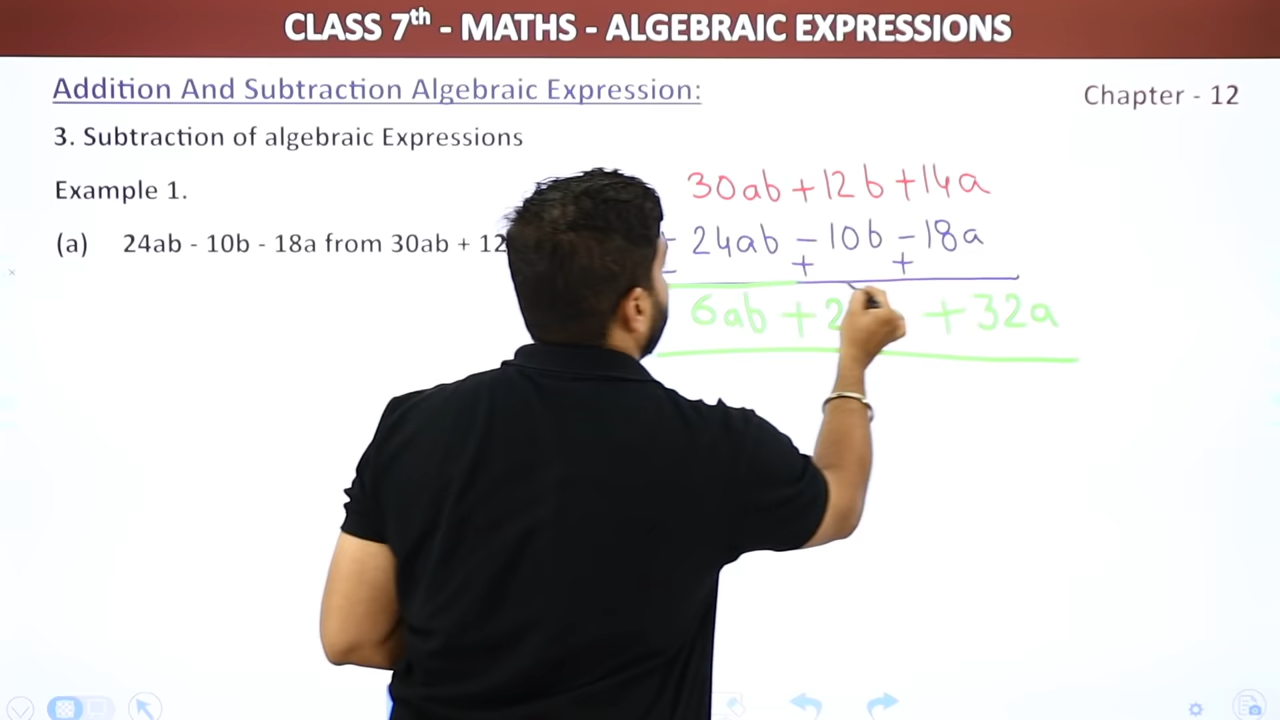 CLASS 7th - MATHS - ALGEBRAIC EXPRESSIONS
Addition And Subtraction Algebraic Expression:
Chapter - 12
3. Subtraction of algebraic Expressions
Example 1.
(a) 24ab - 10b - 18a from 30ab + 12
30ab + 12b + 14a
24ab - 10b - 18a
+ +
6ab + 2 + 32a